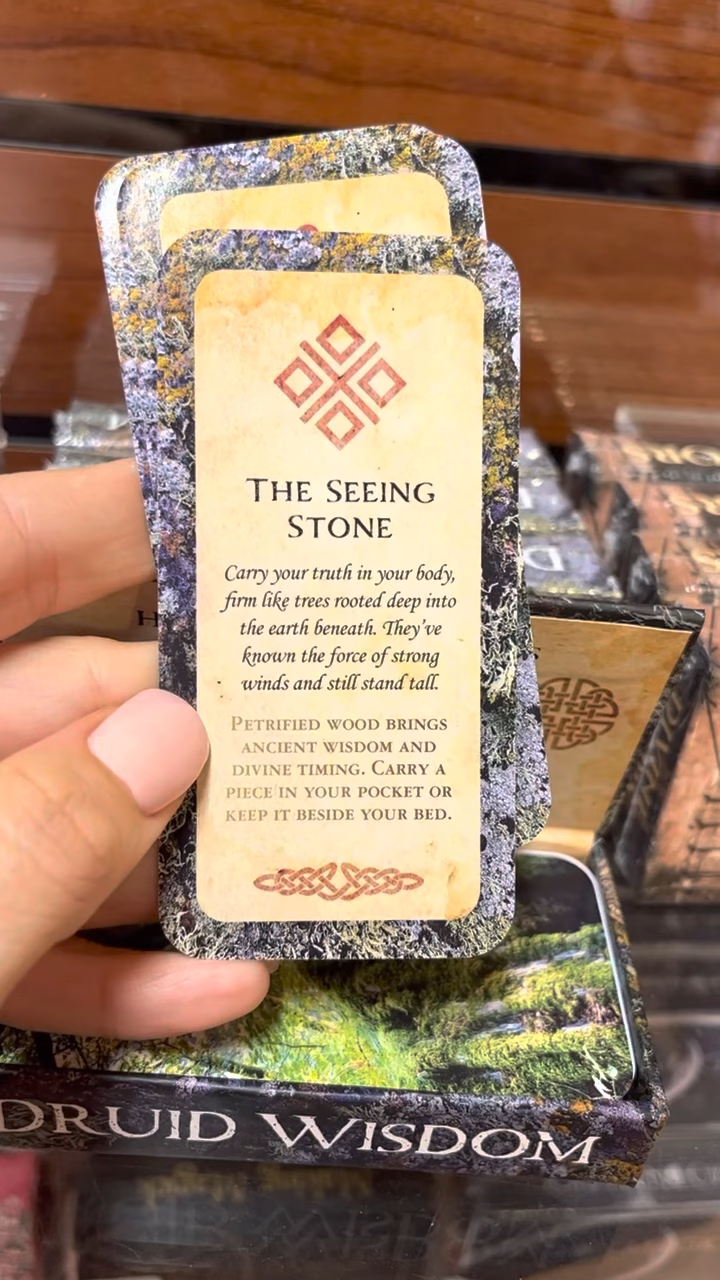 THE SEEING
STONE
Carry your truth in your body,
firm like trees rooted deep into
the earth beneath. They've
known the force of strong
winds and still stand tall.
PETRIFIED WOOD BRINGS
ANCIENT WISDOM AND
DIVINE TIMING. CARRY A
PIECE IN YOUR POCKET OR
KEEP IT BESIDE YOUR BED.
DRUID WISDOM